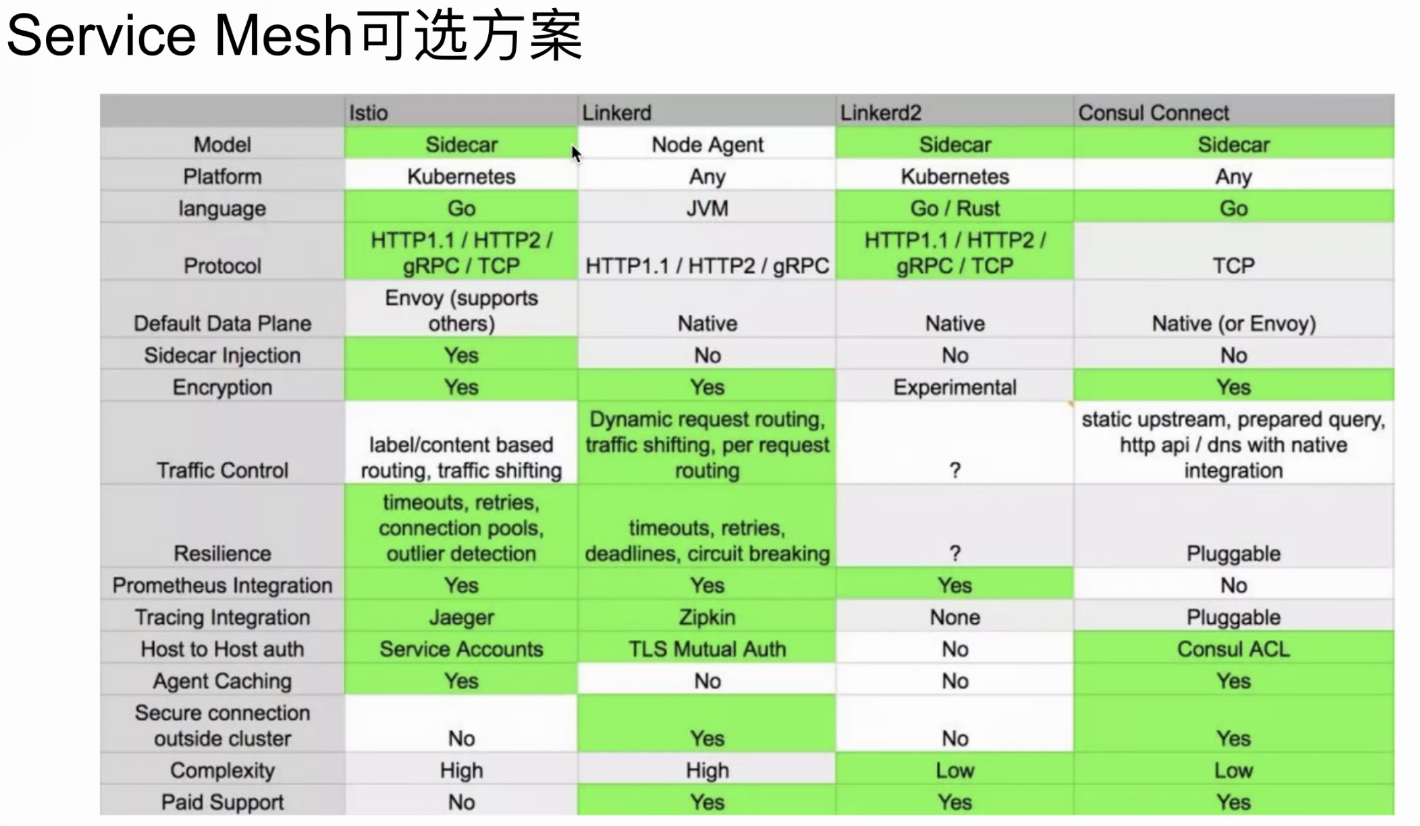 Service Mesh可选方案
Istio Linkerd Linkerd2 Consul Connect
Model Sidecar Node Agent Sidecar Sidecar
Platform Kubernetes Any Kubernetes Any
language Go JVM Go / Rust Go
HTTP1.1 / HTTP2 / HTTP1.1 / HTTP2 /
Protocol gRPC / TCP HTTP1.1 / HTTP2 / gRPC gRPC / TCP TCP
Envoy (supports
Default Data Plane others) Native Native Native (or Envoy)
Sidecar Injection Yes No No No
Encryption Yes Yes Experimental Yes
Dynamic request routing, static upstream, prepared query,
label/content based traffic shifting, per request http api / dns with native
Traffic Control routing, traffic shifting routing ? integration
timeouts, retries,
connection pools, timeouts, retries,
Resilience outlier detection deadlines, circuit breaking ? Pluggable
Prometheus Integration Yes Yes Yes No
Tracing Integration Jaeger Zipkin None Pluggable
Host to Host auth Service Accounts TLS Mutual Auth No Consul ACL
Agent Caching Yes No No Yes
Secure connection
outside cluster No Yes No Yes
Complexity High High Low Low
Paid Support No Yes Yes Yes